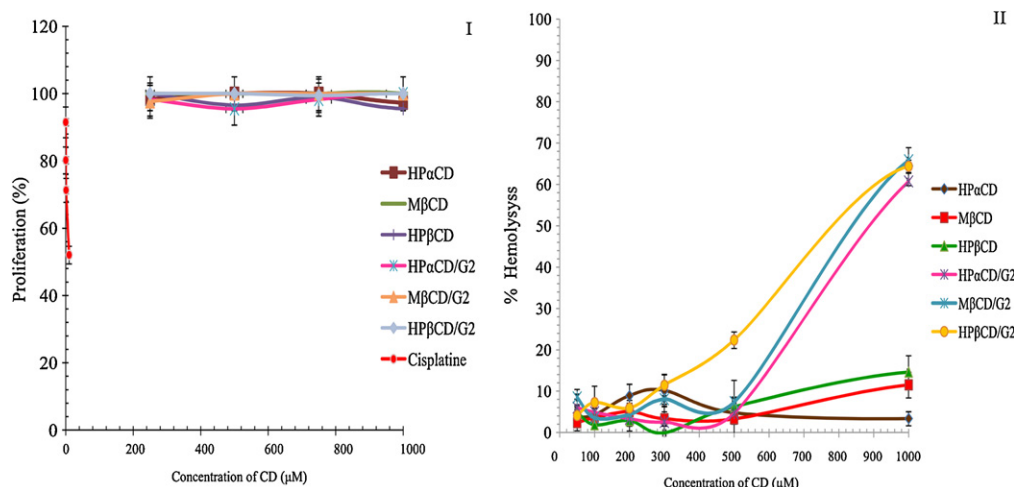 I
120
100
80
60
40
20
0
Proliferation (%)
0
200
400
600
800
1000
Concentration of CD (µM)
HPαCD
MβCD
HPβCD
HPαCD/G2
MβCD/G2
HPβCD/G2
Cisplatine
II
100
90
80
70
60
50
40
30
20
10
0
% Hemolysys
0
100
200
300
400
500
600
700
800
900
1000
Concentration of CD (µM)
HPαCD
MβCD
HPβCD
HPαCD/G2
MβCD/G2
HPβCD/G2